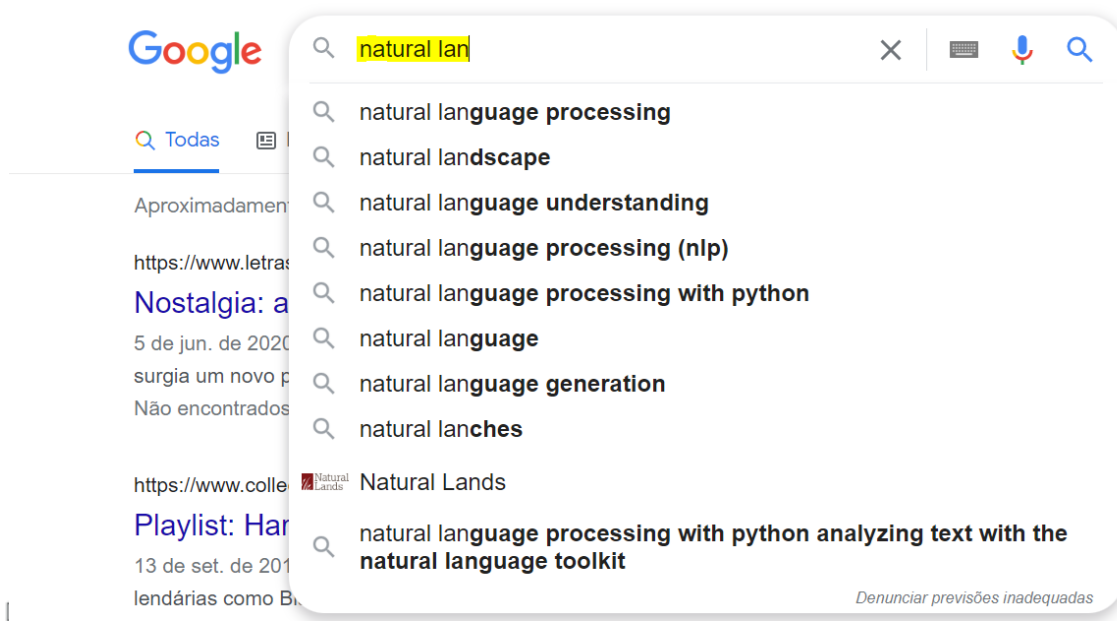 Google
natural lan
natural language processing
Todas
natural landscape
natural language understanding
Aproximadamen
natural language processing (nlp)
https://www.letras
natural language processing with python
Nostalgia: a
natural language
5 de jun. de 2020
surgia um novo p
natural language generation
Não encontrados
natural lanches
https://www.colle
Natural Lands
Natural Lands
Playlist: Har
natural language processing with python analyzing text with the
natural language toolkit
13 de set. de 201
lendárias como B
Denunciar previsões inadequadas